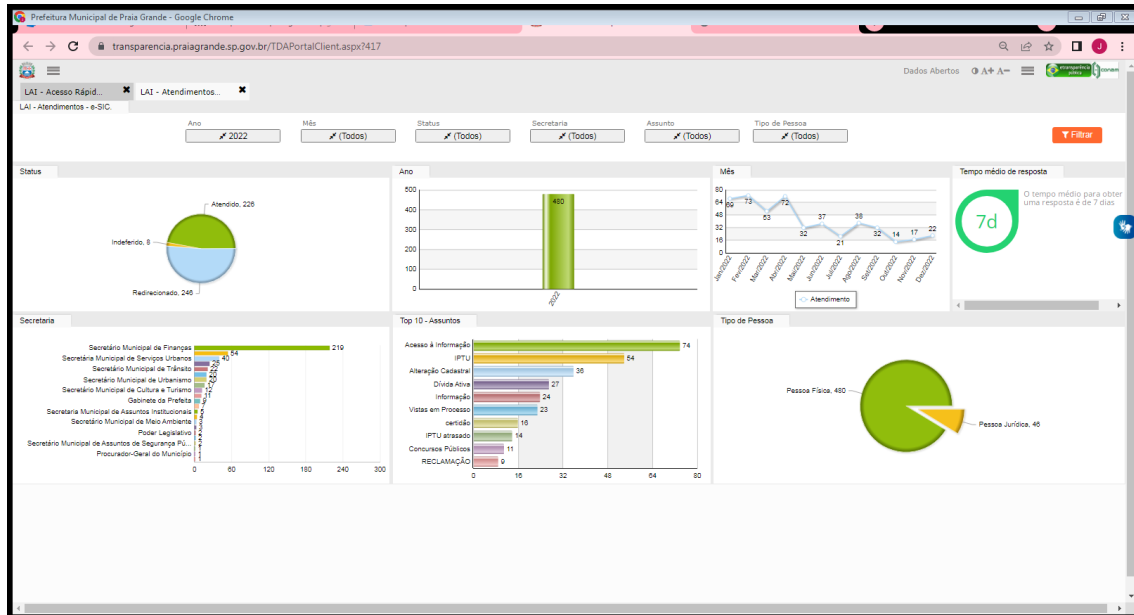 Prefeitura Municipal de Praia Grande - Google Chrome
transparencia.praiagrande.sp.gov.br/TDAPortalClient.aspx?417
Dados Abertos A+ A-
LAI - Acesso Rápid...
LAI - Atendimentos...
LAI - Atendimentos - e-SIC.
Ano Mês Status Secretaria Assunto Tipo de Pessoa
2022 (Todos) (Todos) (Todos) (Todos) (Todos)
Filtrar
Status
Atendido, 226
Indeferido, 8
Redirecionado, 246
Ano
500
400
300
200
100
0
480
2022
Mês
80
64
48
32
16
0
69 73 53 72 32 37 21 38 32 14 17 22
Jan/2022 Fev/2022 Mar/2022 Abr/2022 Mai/2022 Jun/2022 Jul/2022 Ago/2022 Set/2022 Out/2022 Nov/2022 Dez/2022
Atendimento
Tempo médio de resposta
7d
O tempo médio para obter
uma resposta é de 7 dias
Secretaria
Secretário Municipal de Finanças 219
54
Secretária Municipal de Serviços Urbanos 40
Secretário Municipal de Trânsito
Secretário Municipal de Urbanismo
Secretário Municipal de Cultura e Turismo 12
11
Gabinete da Prefeita 9
Secretaria Municipal de Assuntos Institucionais 5
Secretário Municipal de Meio Ambiente
Poder Legislativo
Secretário Municipal de Assuntos de Segurança Pú...
Procurador-Geral do Município 1
0 60 120 180 240 300
Top 10 - Assuntos
Acesso à Informação 74
IPTU 54
Alteração Cadastral 36
Dívida Ativa 27
Informação 24
Vistas em Processo 23
certidão 16
IPTU atrasado 14
Concursos Públicos 11
RECLAMAÇÃO 9
0 16 32 48 64 80
Tipo de Pessoa
Pessoa Física, 480
Pessoa Jurídica, 46